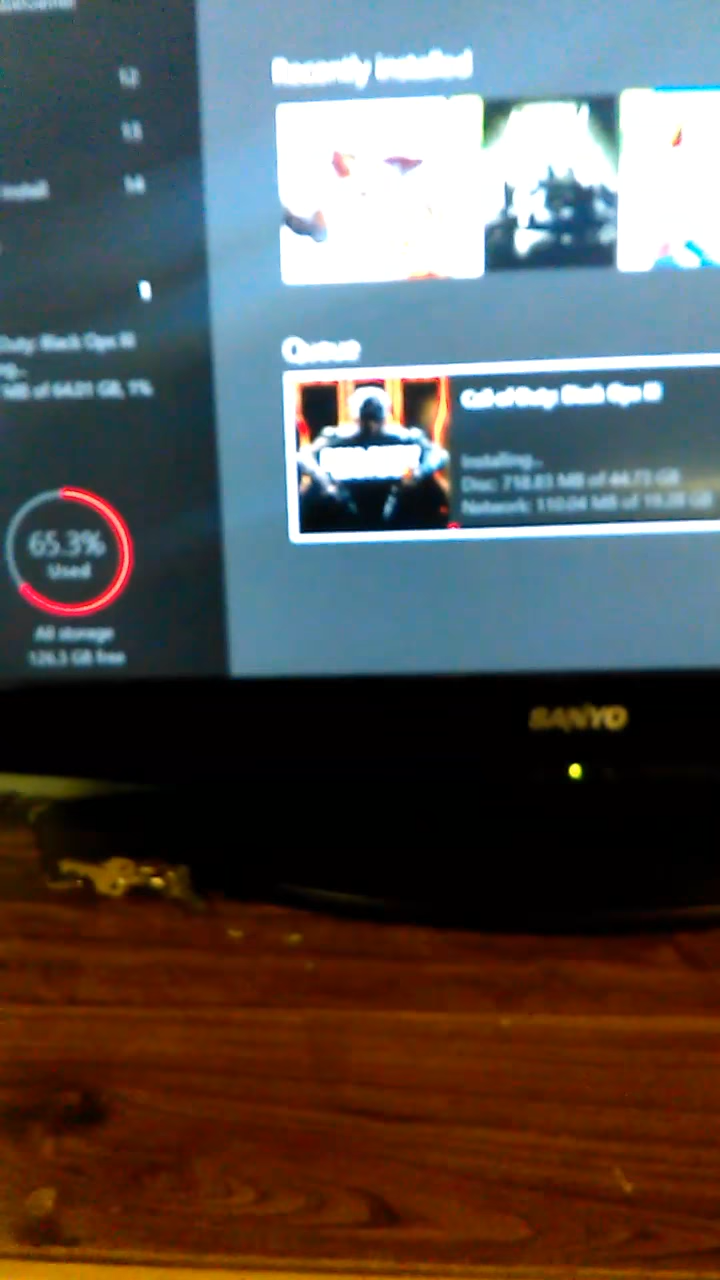 12
Recently installed
13
install 14
1
Queue
Duty: Black Ops III
MB of 64.01 GB, 1%
Call of Duty: Black Ops III
Installing...
Disc: 718.83 MB of 44.73 GB
Network: 110.04 MB of 19.28 GB
65.3%
Used
All storage
126.3 GB free
SANYO